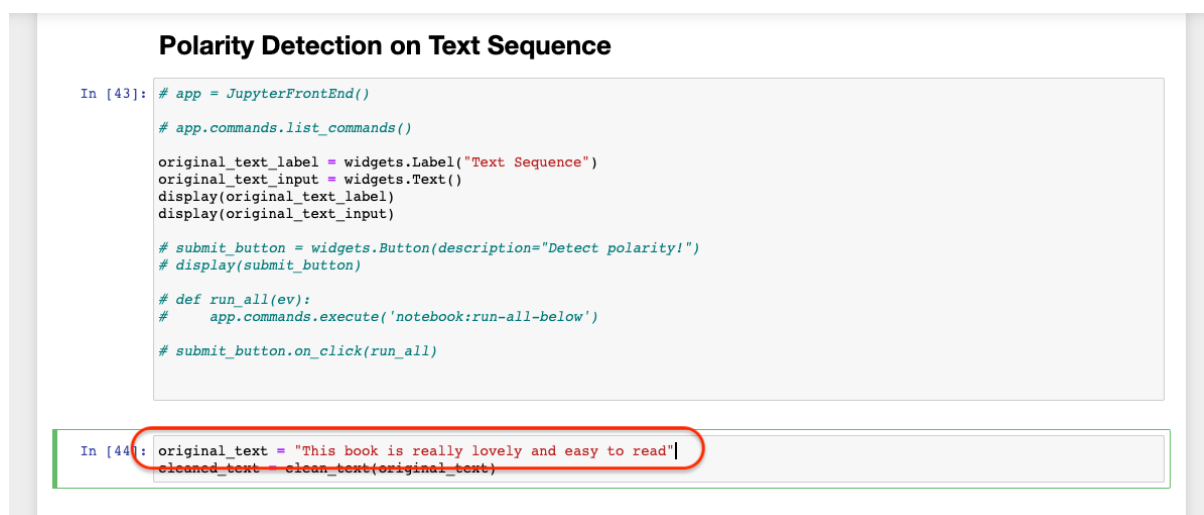 Polarity Detection on Text Sequence
In [43]: # app = JupyterFrontEnd()
# app.commands.list_commands()
original_text_label = widgets.Label("Text Sequence")
original_text_input = widgets.Text()
display(original_text_label)
display(original_text_input)
# submit_button = widgets.Button(description="Detect polarity!")
# display(submit_button)
# def run_all(ev):
#     app.commands.execute('notebook:run-all-below')
# submit_button.on_click(run_all)
In [44]: original_text = "This book is really lovely and easy to read"
cleaned_text = clean_text(original_text)